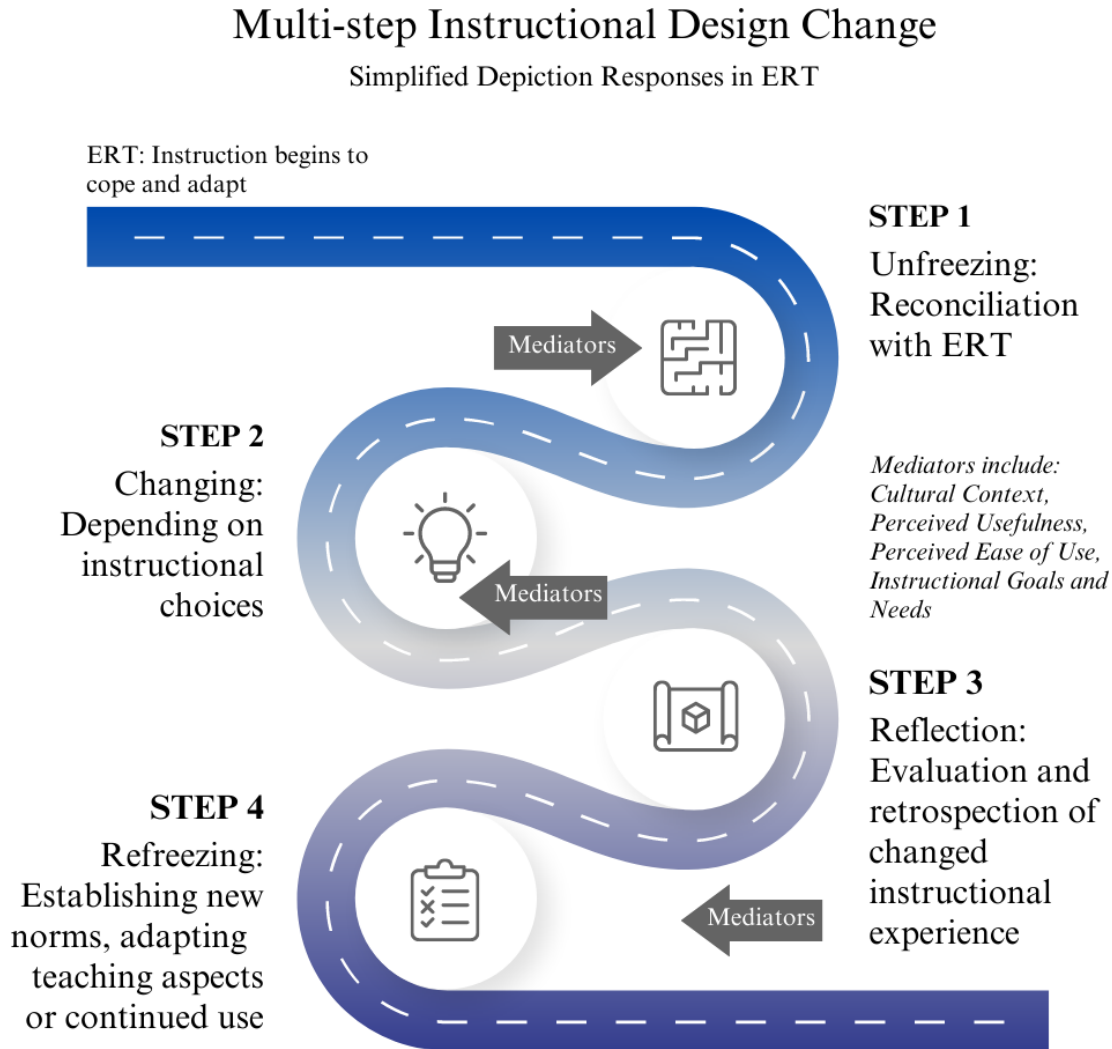 Multi-step Instructional Design Change
Simplified Depiction Responses in ERT
ERT: Instruction begins to
cope and adapt
STEP 1
Unfreezing:
Reconciliation
with ERT
Mediators
STEP 2
Changing:
Depending on
instructional
choices
Mediators include:
Cultural Context,
Perceived Usefulness,
Perceived Ease of Use,
Instructional Goals and
Needs
Mediators
STEP 3
Reflection:
Evaluation and
retrospection of
changed
instructional
experience
STEP 4
Refreezing:
Establishing new
norms, adapting
teaching aspects
or continued use
Mediators